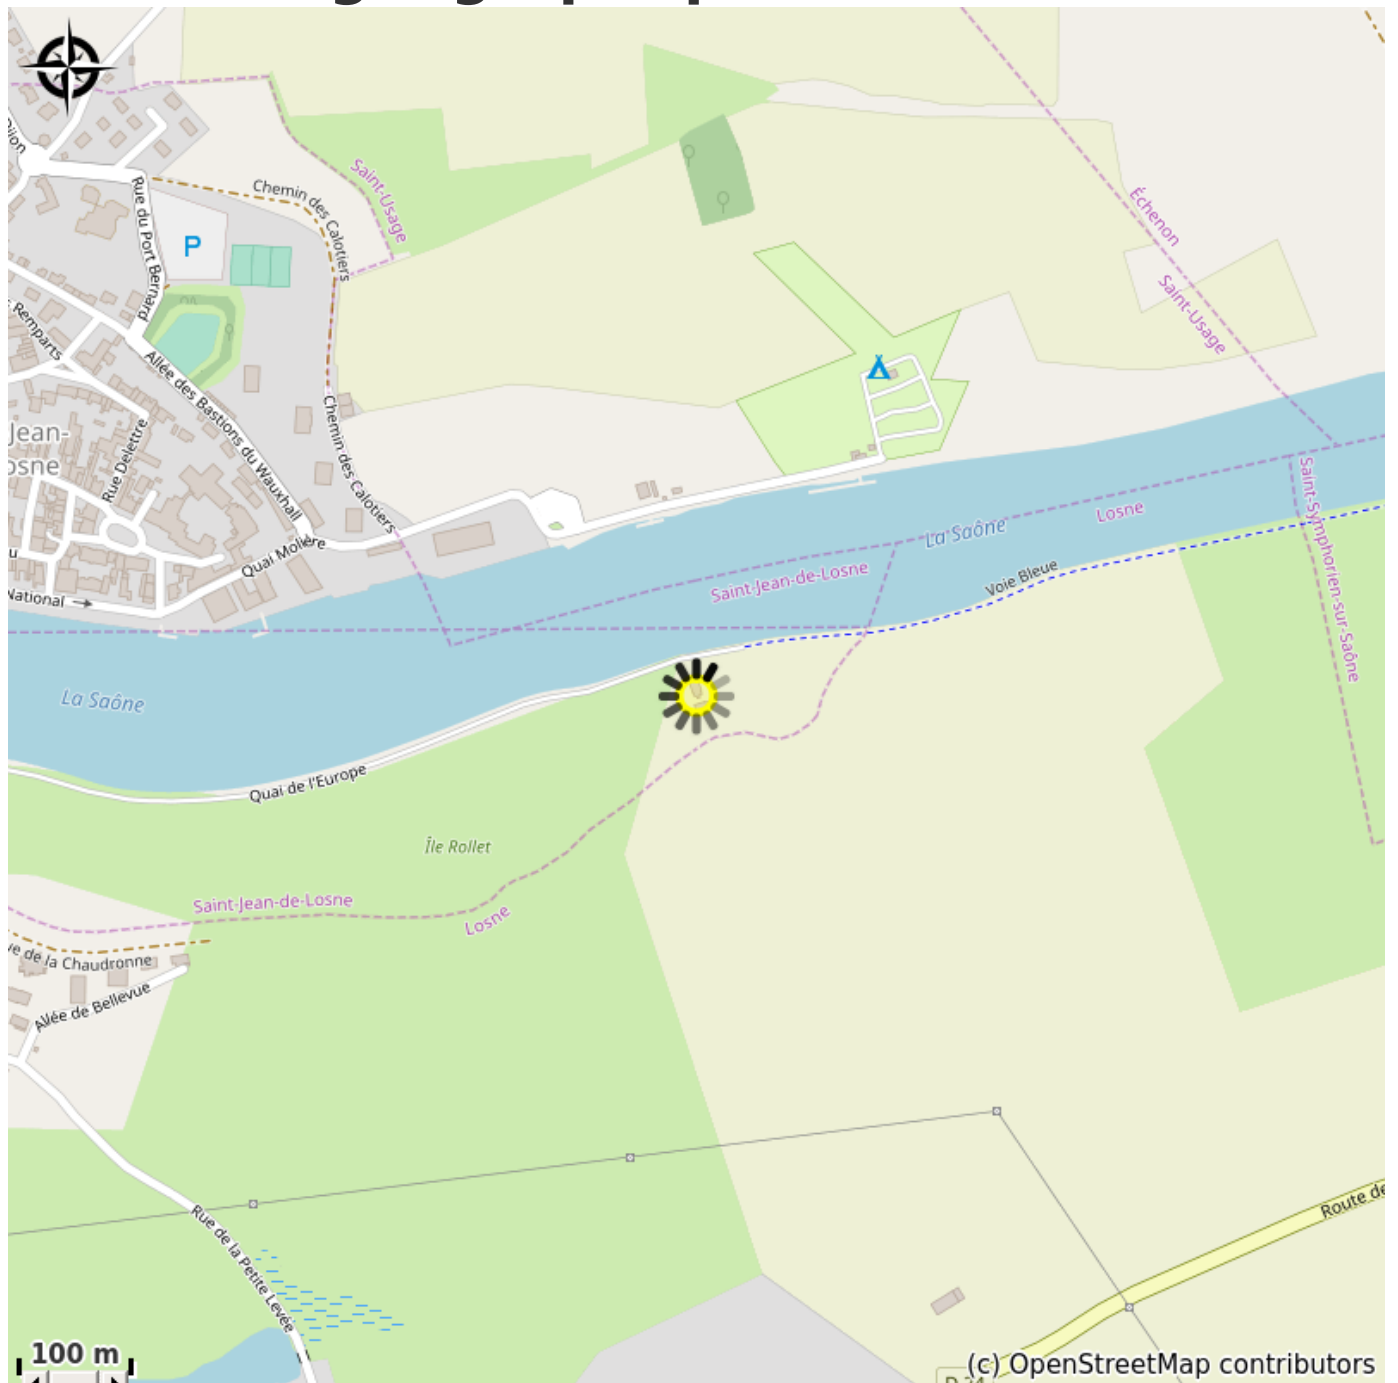 Dijon
Chemin des Calotiers
Saint-Usage
Échenon
Rue du Port Bernard
P
Saint-Usage
Remparts
Allée des Bastions du Wauxhall
Chemin des Calotiers
Jean-
osne
Rue Delettre
Saint-Symphorien-sur-Saône
Losne
La Saône
Quai Molière
u
Saint-Jean-de-Losne
Voie Bleue
National
La Saône
Quai de l'Europe
Île Rollet
Saint-Jean-de-Losne
Losne
ue de la Chaudronne
Allée de Bellevue
Route de
Rue de la Petite Levée
100 m
(c) OpenStreetMap contributors